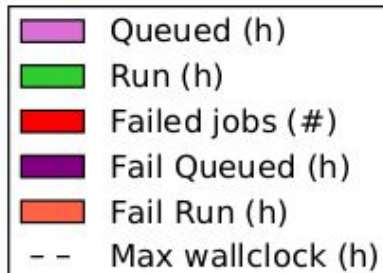 Queued (h)
Run (h)
Failed jobs (#)
Fail Queued (h)
Fail Run (h)
Max wallclock (h)